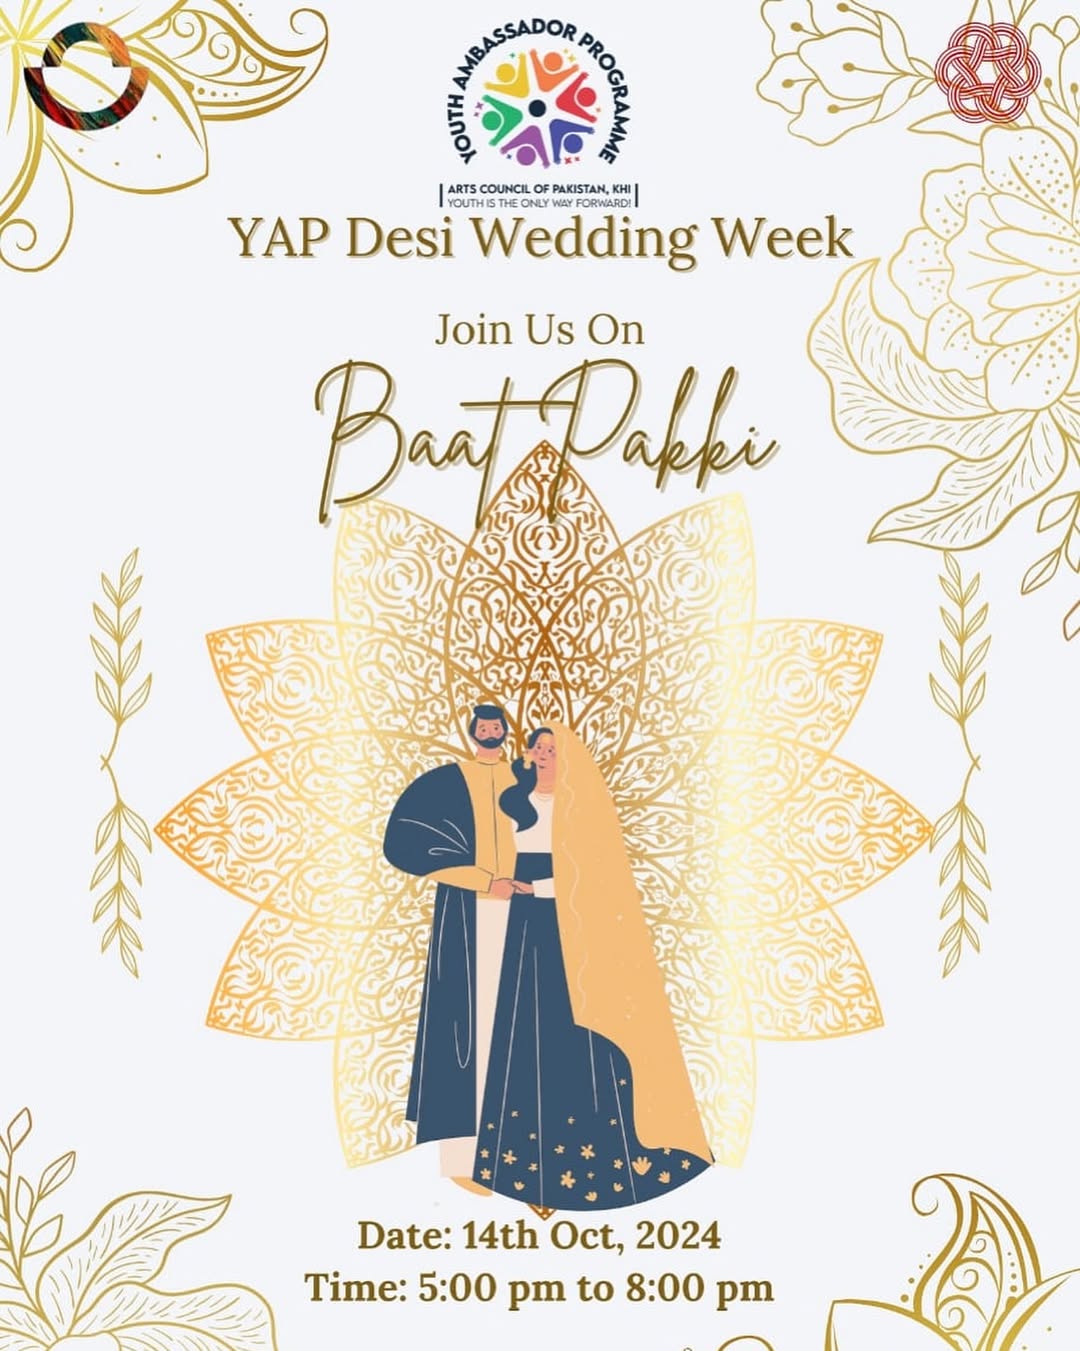 YOUTH AMBASSADOR PROGRAMME
ARTS COUNCIL OF PAKISTAN, KHI
YOUTH IS THE ONLY WAY FORWARD!
YAP Desi Wedding Week
Join Us On
Baat Pakki
Date: 14th Oct, 2024
Time: 5:00 pm to 8:00 pm